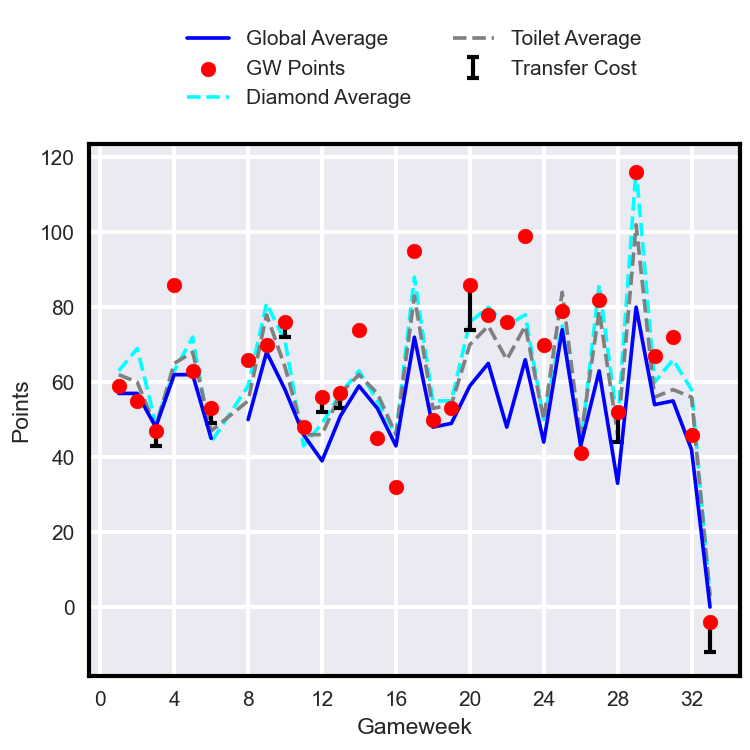 Global Average
GW Points
Diamond Average
Toilet Average
Transfer Cost
Points
120
100
80
60
40
20
0
0 4 8 12 16 20 24 28 32
Gameweek